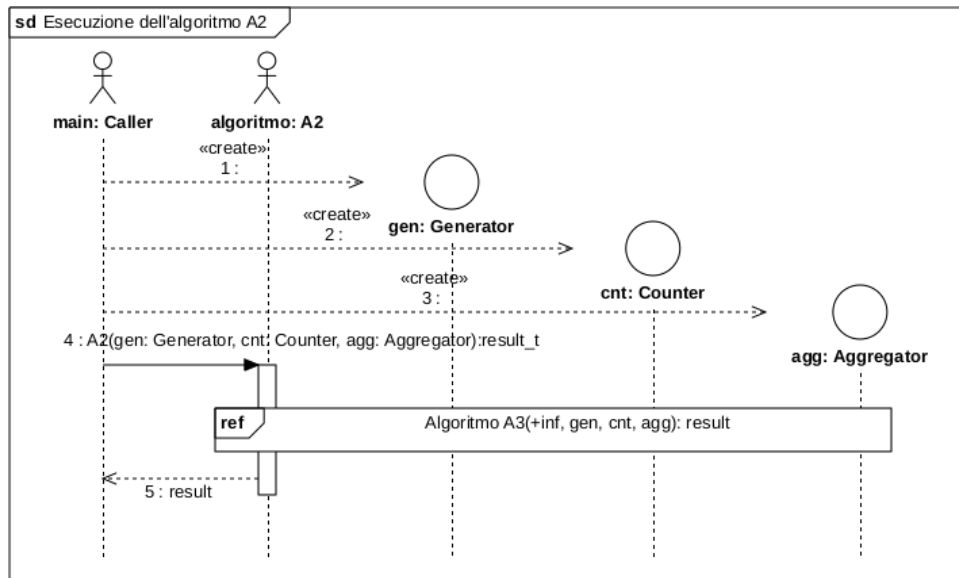 sd Esecuzione dell'algoritmo A2
main: Caller
algoritmo: A2
«create»
1 :
gen: Generator
«create»
2 :
cnt: Counter
«create»
3 :
agg: Aggregator
4 : A2(gen: Generator, cnt: Counter, agg: Aggregator):result_t
ref
Algoritmo A3(+inf, gen, cnt, agg): result
5 : result